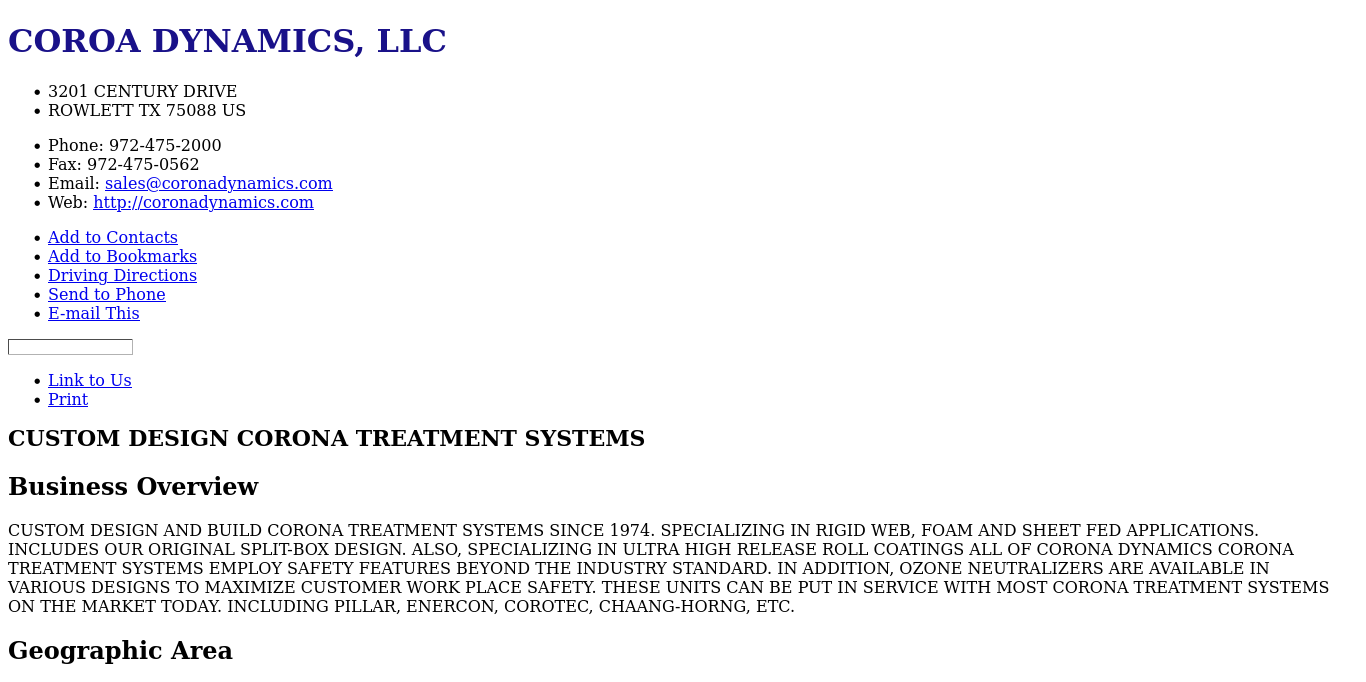 COROA DYNAMICS, LLC
3201 CENTURY DRIVE
ROWLETT TX 75088 US
Phone: 972-475-2000
Fax: 972-475-0562
Email: sales@coronadynamics.com
Web: http://coronadynamics.com
Add to Contacts
Add to Bookmarks
Driving Directions
Send to Phone
E-mail This
Link to Us
Print
CUSTOM DESIGN CORONA TREATMENT SYSTEMS
Business Overview
CUSTOM DESIGN AND BUILD CORONA TREATMENT SYSTEMS SINCE 1974. SPECIALIZING IN RIGID WEB, FOAM AND SHEET FED APPLICATIONS.
INCLUDES OUR ORIGINAL SPLIT-BOX DESIGN. ALSO, SPECIALIZING IN ULTRA HIGH RELEASE ROLL COATINGS ALL OF CORONA DYNAMICS CORONA
TREATMENT SYSTEMS EMPLOY SAFETY FEATURES BEYOND THE INDUSTRY STANDARD. IN ADDITION, OZONE NEUTRALIZERS ARE AVAILABLE IN
VARIOUS DESIGNS TO MAXIMIZE CUSTOMER WORK PLACE SAFETY. THESE UNITS CAN BE PUT IN SERVICE WITH MOST CORONA TREATMENT SYSTEMS
ON THE MARKET TODAY. INCLUDING PILLAR, ENERCON, COROTEC, CHAANG-HORNG, ETC.
Geographic Area